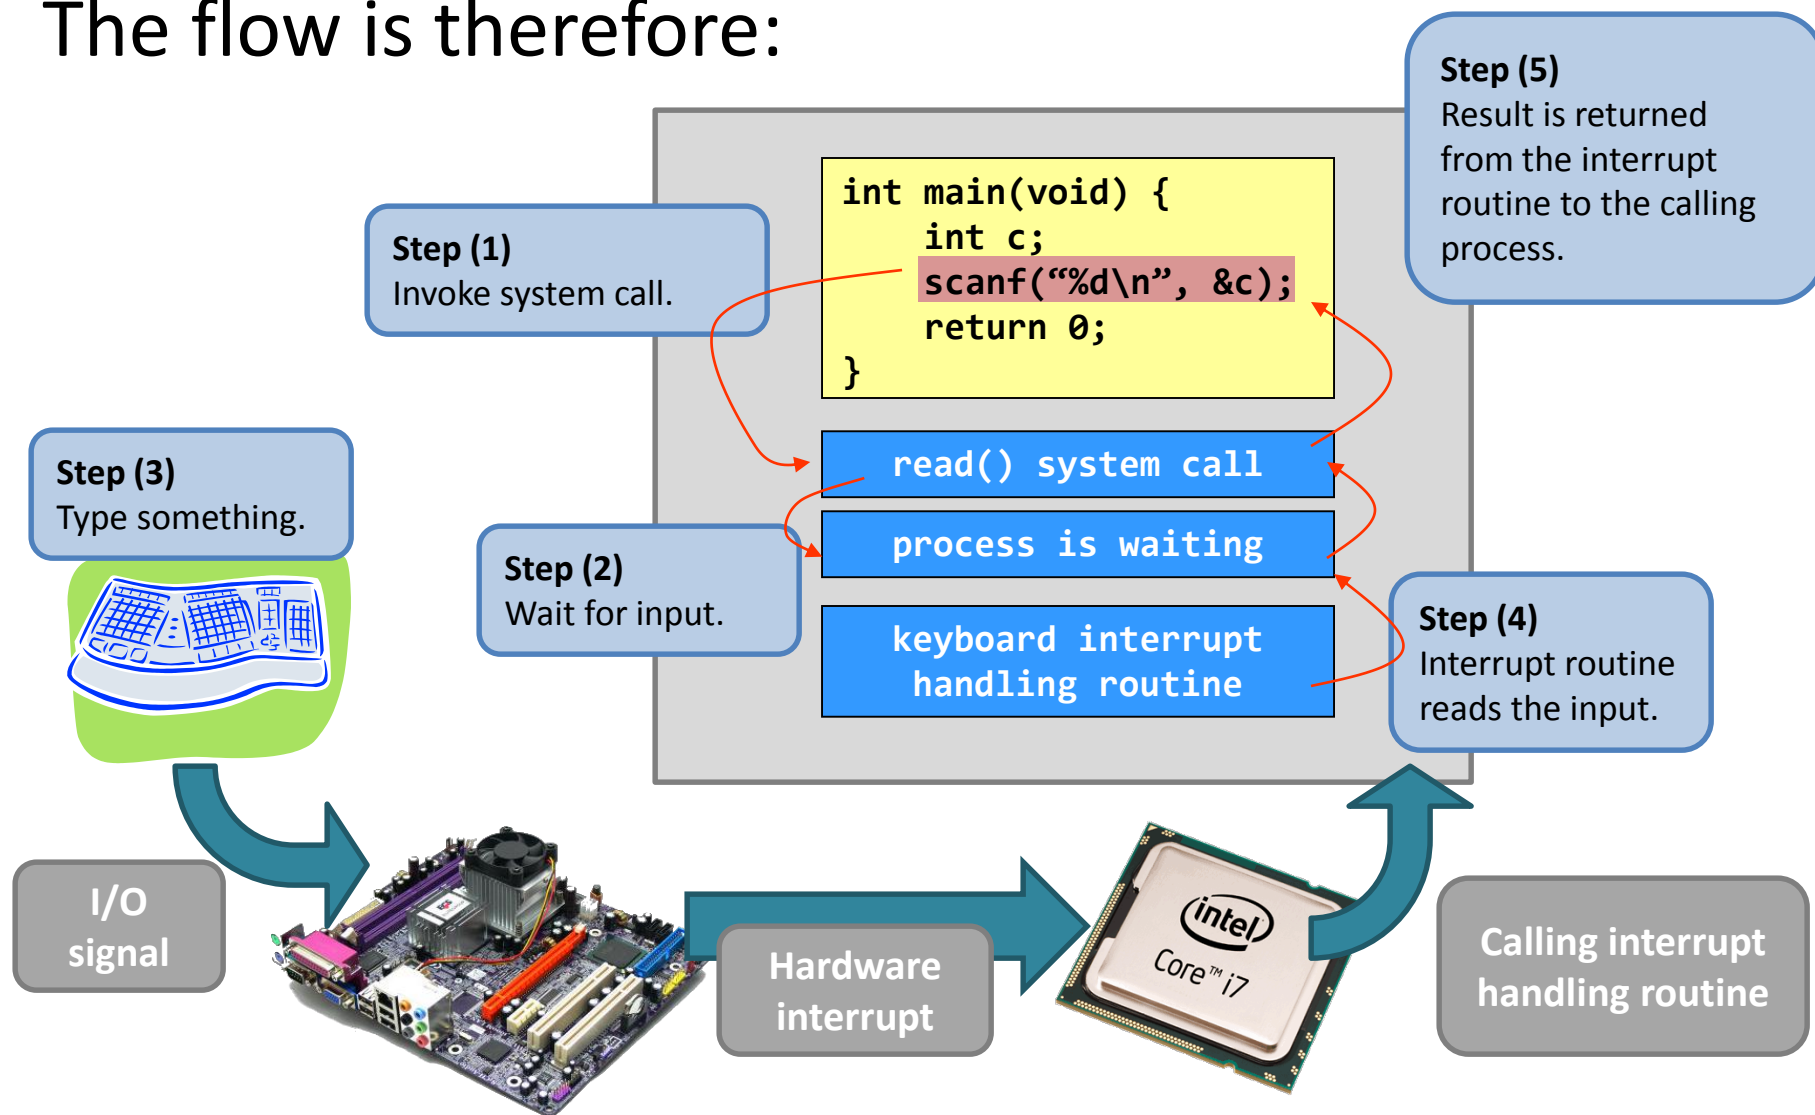 The flow is therefore:
Step (1)
Invoke system call.
int main(void) {
int c;
scanf(“%d\n”, &c);
return 0;
}
Step (5)
Result is returned
from the interrupt
routine to the calling
process.
read() system call
process is waiting
keyboard interrupt
handling routine
Step (3)
Type something.
Step (2)
Wait for input.
Step (4)
Interrupt routine
reads the input.
I/O
signal
Hardware
interrupt
intel
Core™ i7
Calling interrupt
handling routine